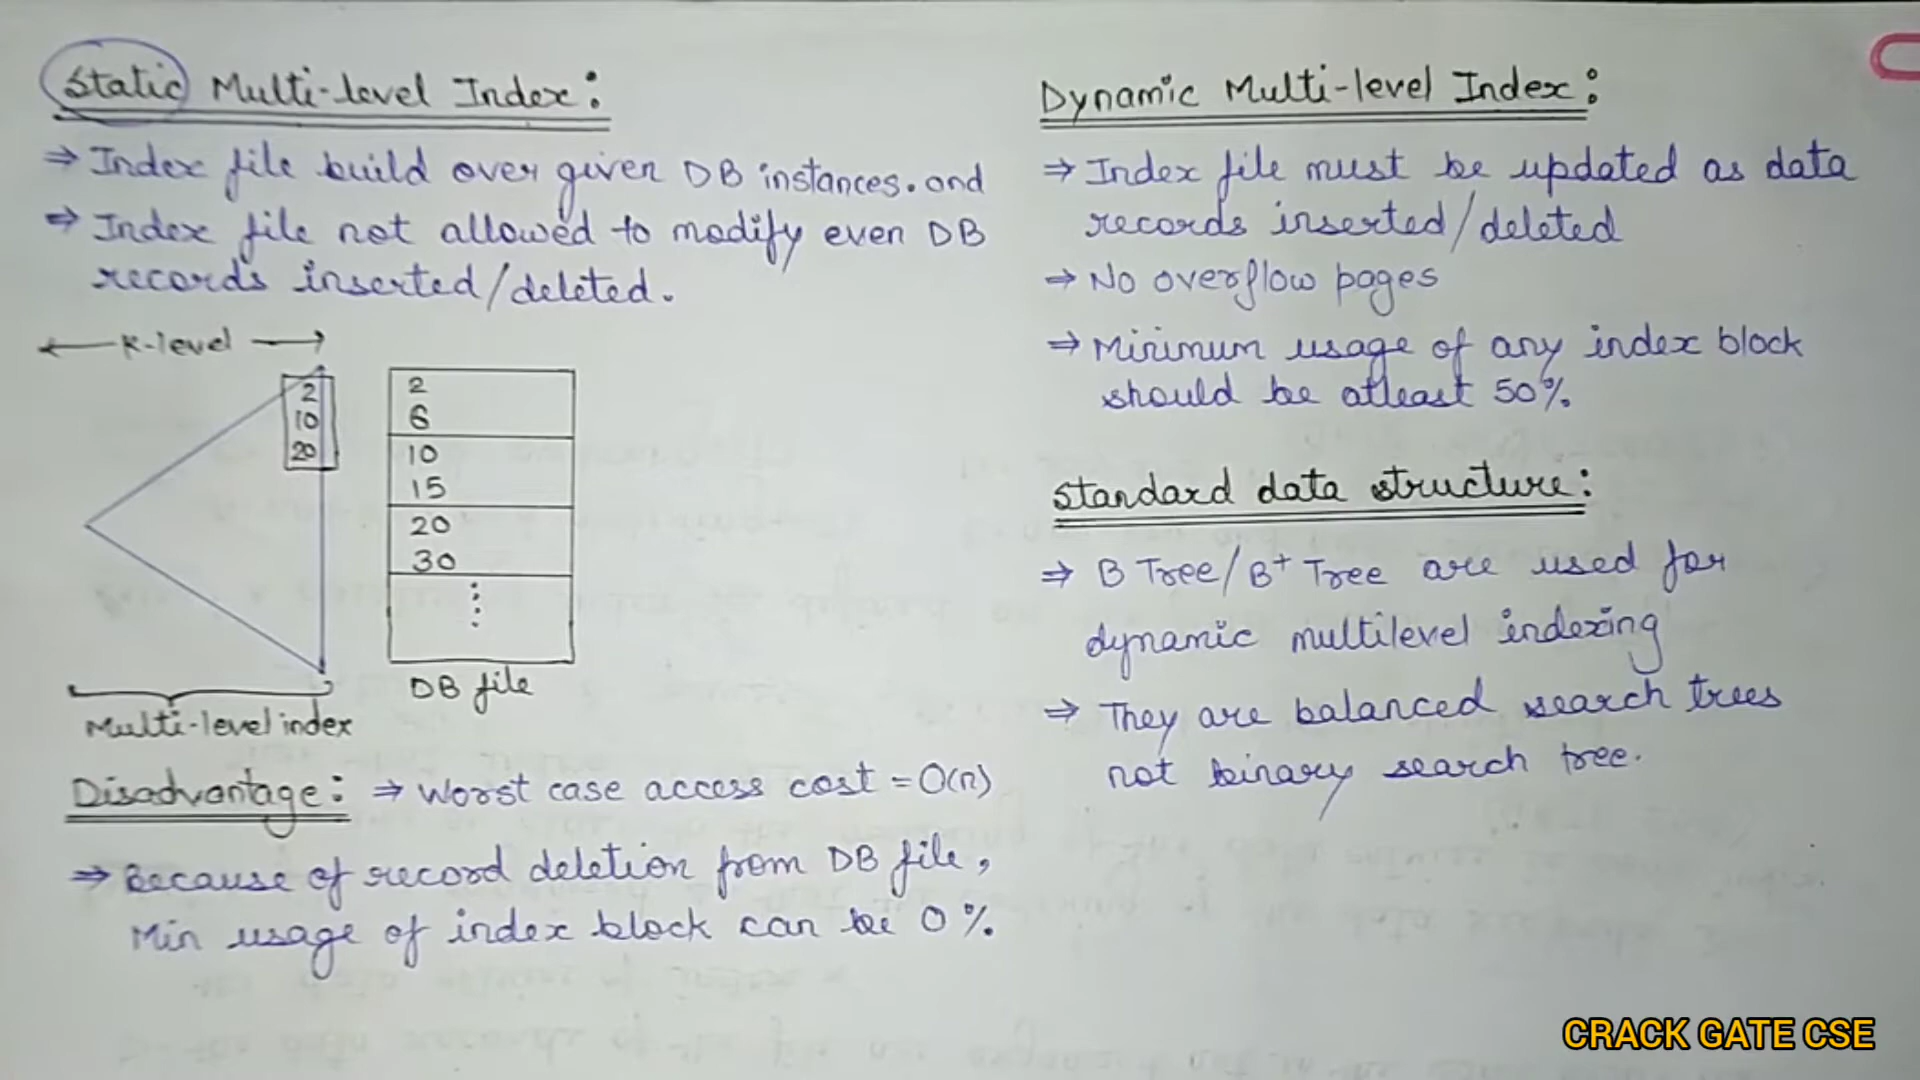 Static Multi-level Index:
⇒ Index file build over given DB instances. and
⇒ Index file not allowed to modify even DB
records inserted/deleted.
K-level
2
10
20
2
6
10
15
20
30
DB file
Multi-level index
Disadvantage: ⇒ Worst case access cost = O(n)
⇒ Because of record deletion from DB file,
Min usage of index block can be 0%.
Dynamic Multi-level Index:
⇒ Index file must be updated as data
records inserted/deleted
⇒ No overflow pages
⇒ Minimum usage of any index block
should be atleast 50%.
Standard data structure:
⇒ B Tree/B+ Tree are used for
dynamic multilevel indexing
⇒ They are balanced search trees
not binary search tree.
CRACK GATE CSE